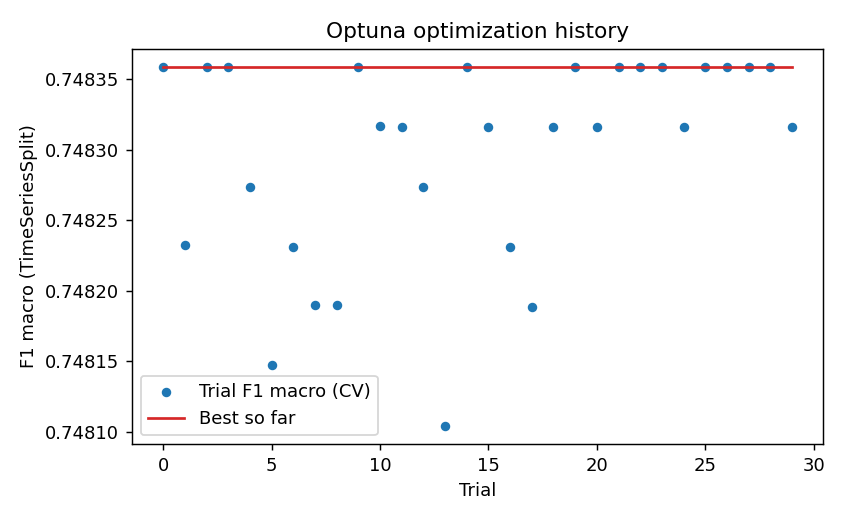 Optuna optimization history
F1 macro (TimeSeriesSplit)
0.74835
0.74830
0.74825
0.74820
0.74815
0.74810
Trial F1 macro (CV)
Best so far
0 5 10 15 20 25 30
Trial